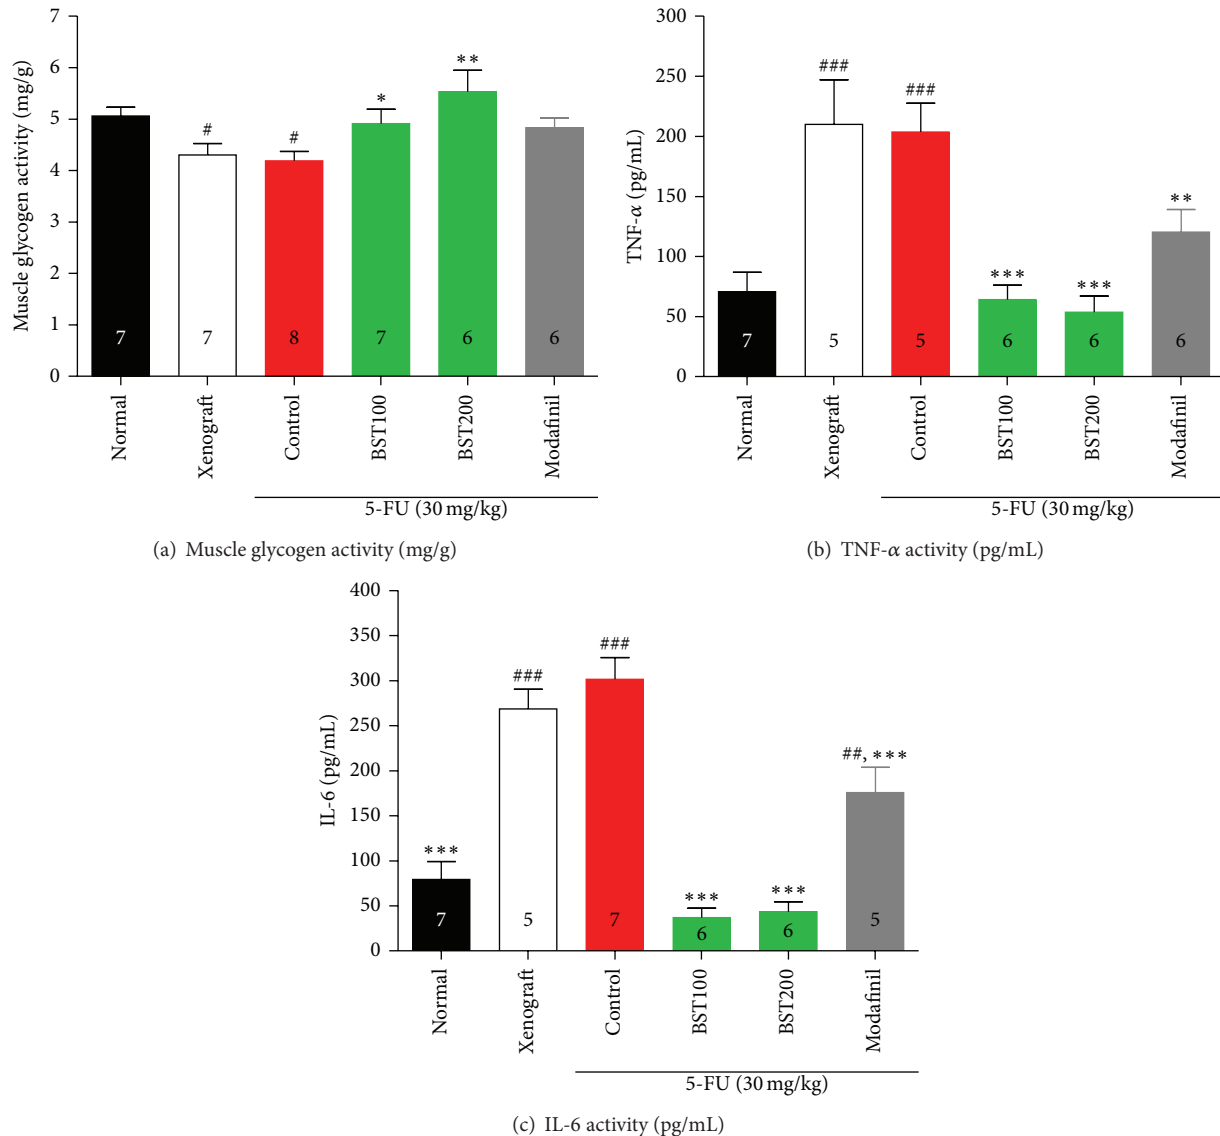 7
6
5
4
3
2
1
0
Muscle glycogen activity (mg/g)
#
#
*
**
7
7
8
7
6
6
Normal
Xenograft
Control
BST100
BST200
Modafinil
5-FU (30 mg/kg)
(a) Muscle glycogen activity (mg/g)
300
250
200
150
100
50
0
TNF-α (pg/mL)
###
###
***
***
**
7
5
5
6
6
6
Normal
Xenograft
Control
BST100
BST200
Modafinil
5-FU (30 mg/kg)
(b) TNF-α activity (pg/mL)
400
350
300
250
200
150
100
50
0
IL-6 (pg/mL)
***
###
###
***
***
##, ***
7
5
7
6
6
5
Normal
Xenograft
Control
BST100
BST200
Modafinil
5-FU (30 mg/kg)
(c) IL-6 activity (pg/mL)